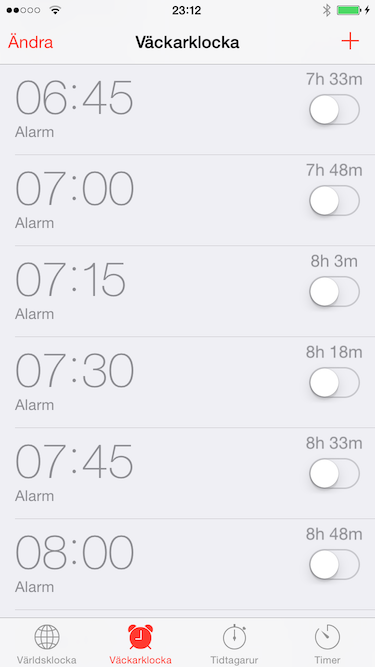 23:12
Ändra Väckarklocka +
7h 33m
06:45
Alarm
7h 48m
07:00
Alarm
8h 3m
07:15
Alarm
8h 18m
07:30
Alarm
8h 33m
07:45
Alarm
8h 48m
08:00
Alarm
Världsklocka Väckarklocka Tidtagarur Timer